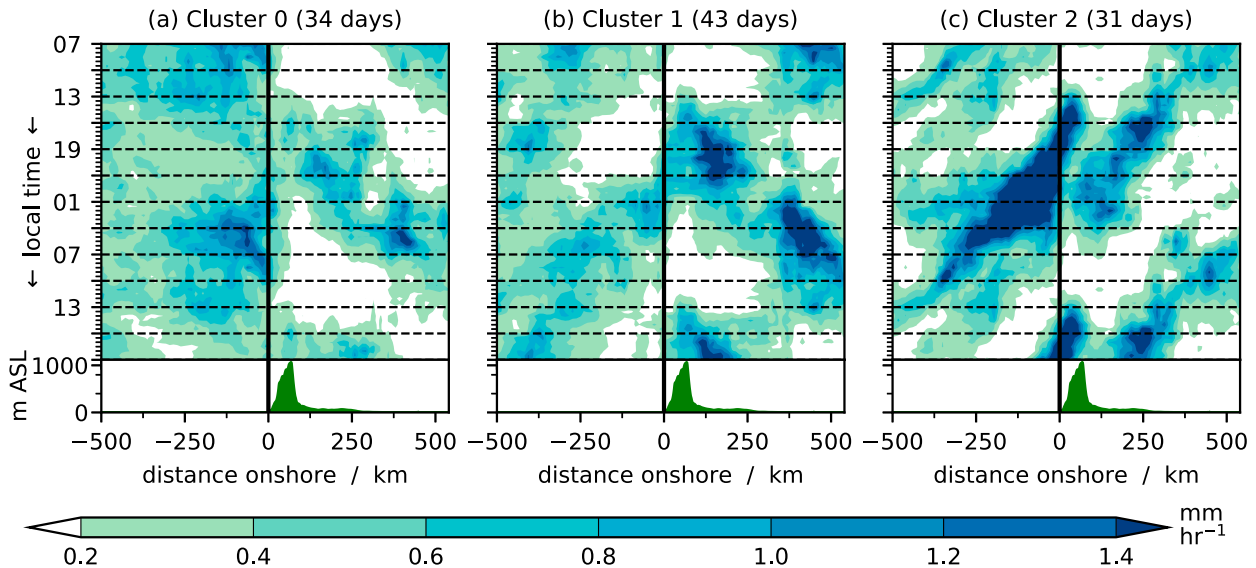 (a) Cluster 0 (34 days)
(b) Cluster 1 (43 days)
(c) Cluster 2 (31 days)
← local time ←
07
13
19
01
07
13
m ASL
1000
0
−500 −250 0 250 500
−500 −250 0 250 500
−500 −250 0 250 500
distance onshore / km
distance onshore / km
distance onshore / km
0.2 0.4 0.6 0.8 1.0 1.2 1.4
mm
hr⁻¹